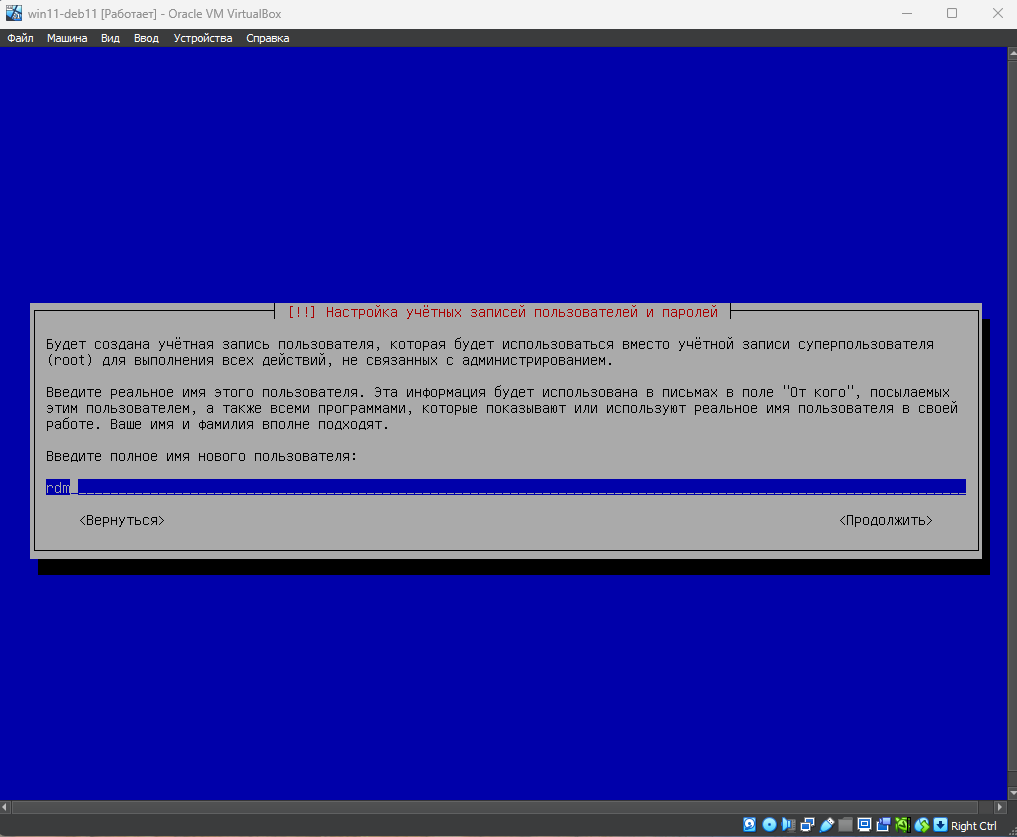 win11-deb11 [Работает] - Oracle VM VirtualBox
Файл Машина Вид Ввод Устройства Справка
[!!] Настройка учётных записей пользователей и паролей
Будет создана учётная запись пользователя, которая будет использоваться вместо учётной записи суперпользователя
(root) для выполнения всех действий, не связанных с администрированием.
Введите реальное имя этого пользователя. Эта информация будет использована в письмах в поле "От кого", посылаемых
этим пользователем, а также всеми программами, которые показывают или используют реальное имя пользователя в своей
работе. Ваше имя и фамилия вполне подходят.
Введите полное имя нового пользователя:
rdm
<Вернуться> <Продолжить>
Right Ctrl